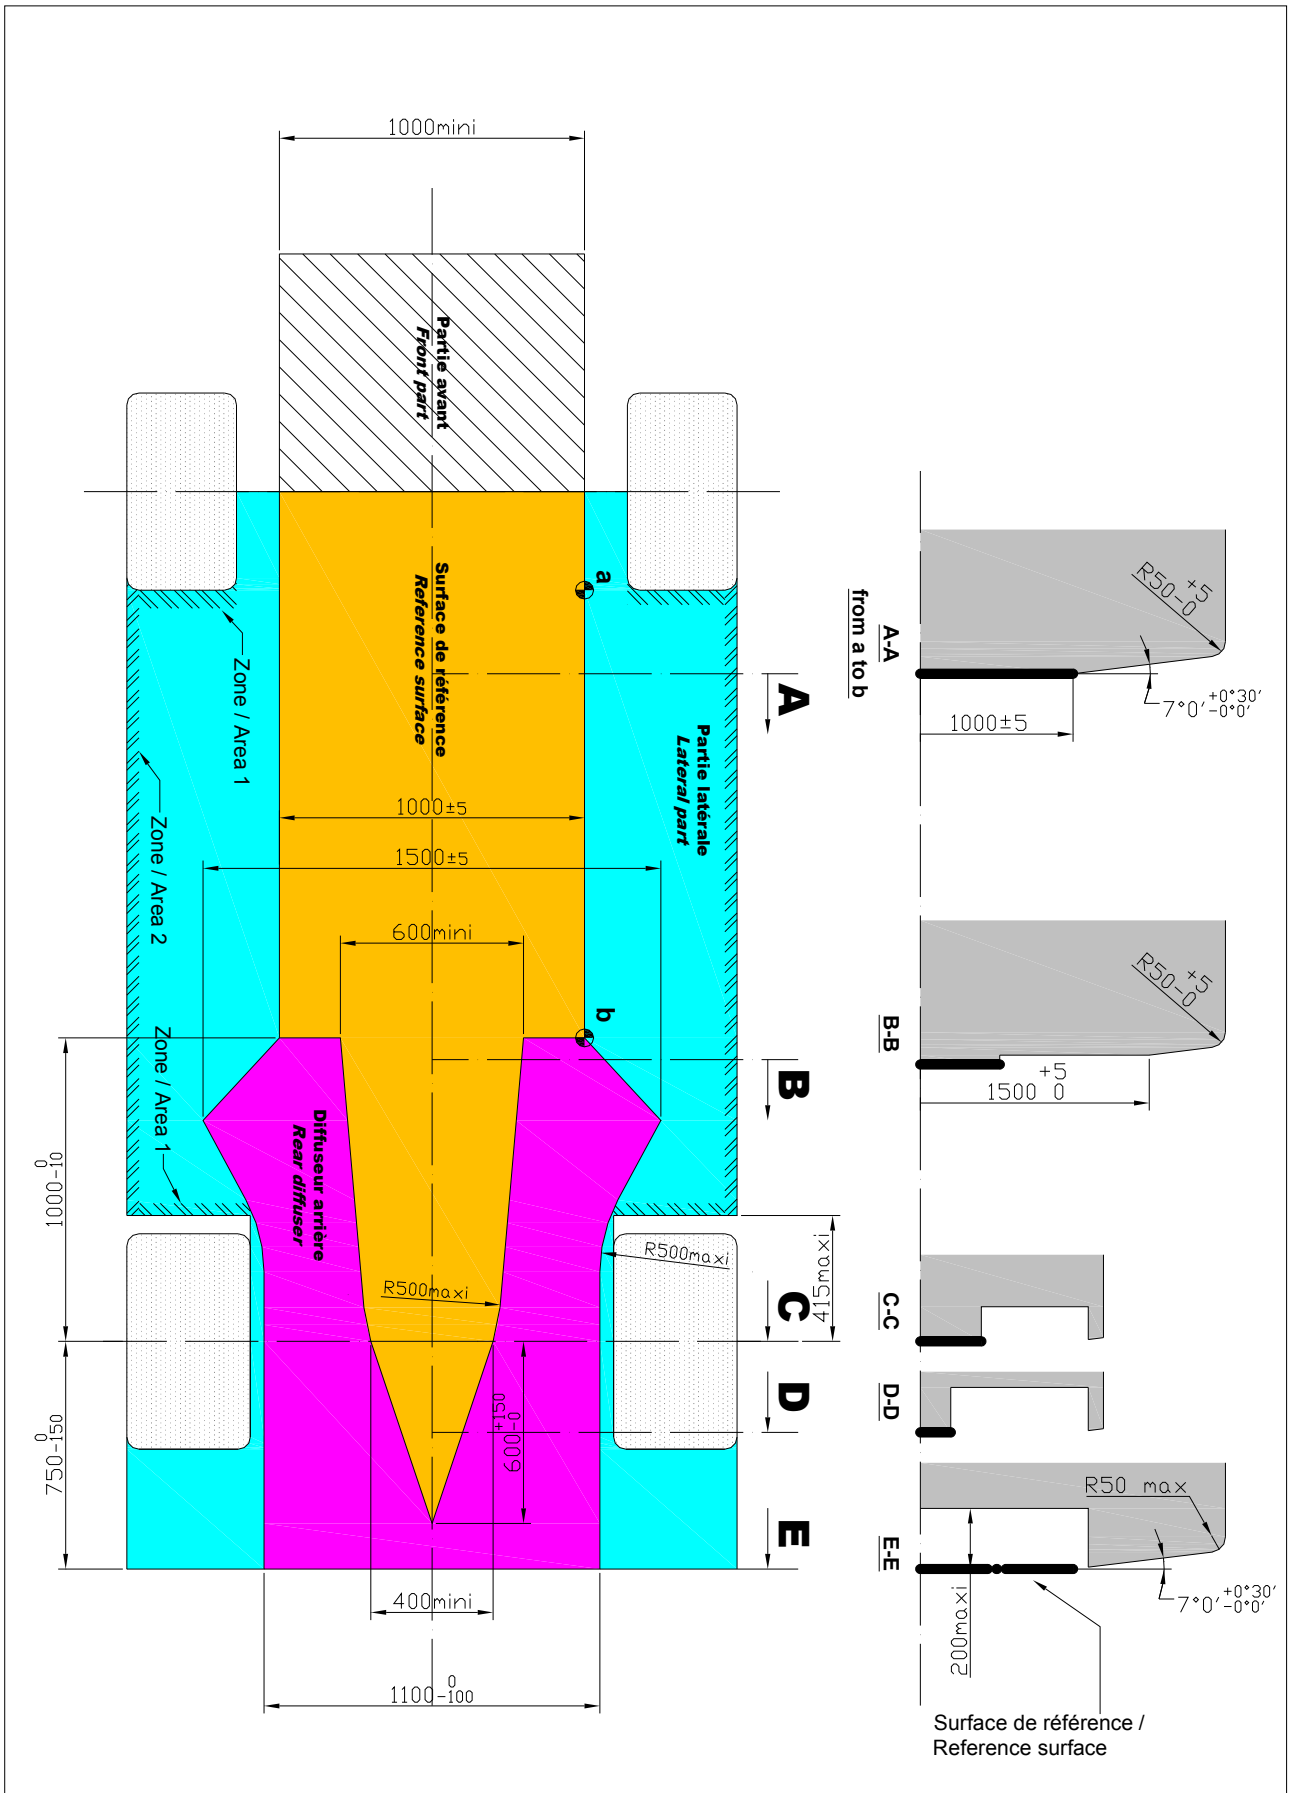 1000mini
Partie avant
Front part
a
Surface de référence
Reference surface
A
Zone / Area 1
Partie latérale
Lateral part
1000±5
1500±5
Zone / Area 2
600mini
b
Zone / Area 1
B
Diffuseur arrière
Rear diffuser
1000 0 -10
R500maxi
R500maxi
415maxi
C
D
600 +150 -0
750 0 -150
E
400mini
1100 0 -100
R50 +5 -0
A-A
from a to b
7°0' +0°30' -0°0'
1000±5
R50 +5 -0
B-B
1500 +5 0
C-C
D-D
R50 max
E-E
7°0' +0°30' -0°0'
200maxi
Surface de référence /
Reference surface